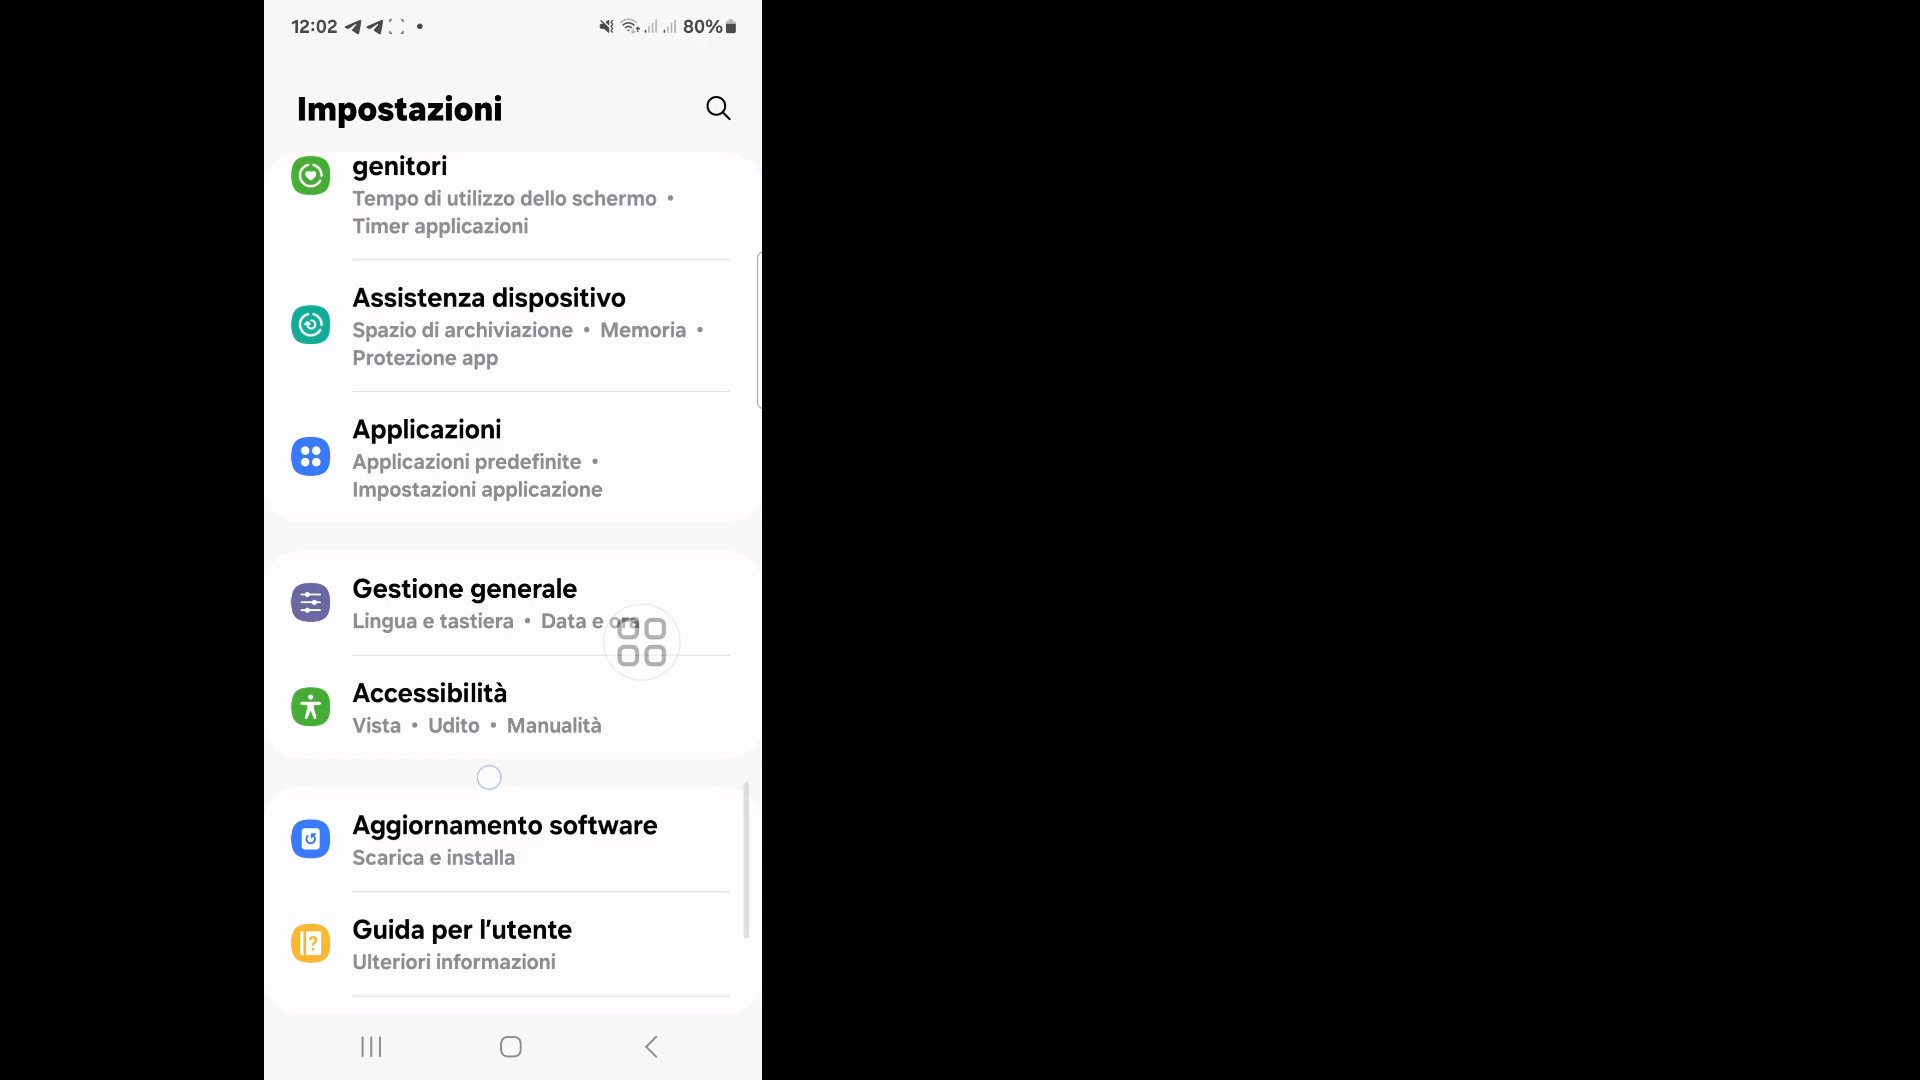 12:02 80%
Impostazioni
genitori
Tempo di utilizzo dello schermo •
Timer applicazioni
Assistenza dispositivo
Spazio di archiviazione • Memoria •
Protezione app
Applicazioni
Applicazioni predefinite •
Impostazioni applicazione
Gestione generale
Lingua e tastiera • Data e ora
Accessibilità
Vista • Udito • Manualità
Aggiornamento software
Scarica e installa
Guida per l’utente
Ulteriori informazioni